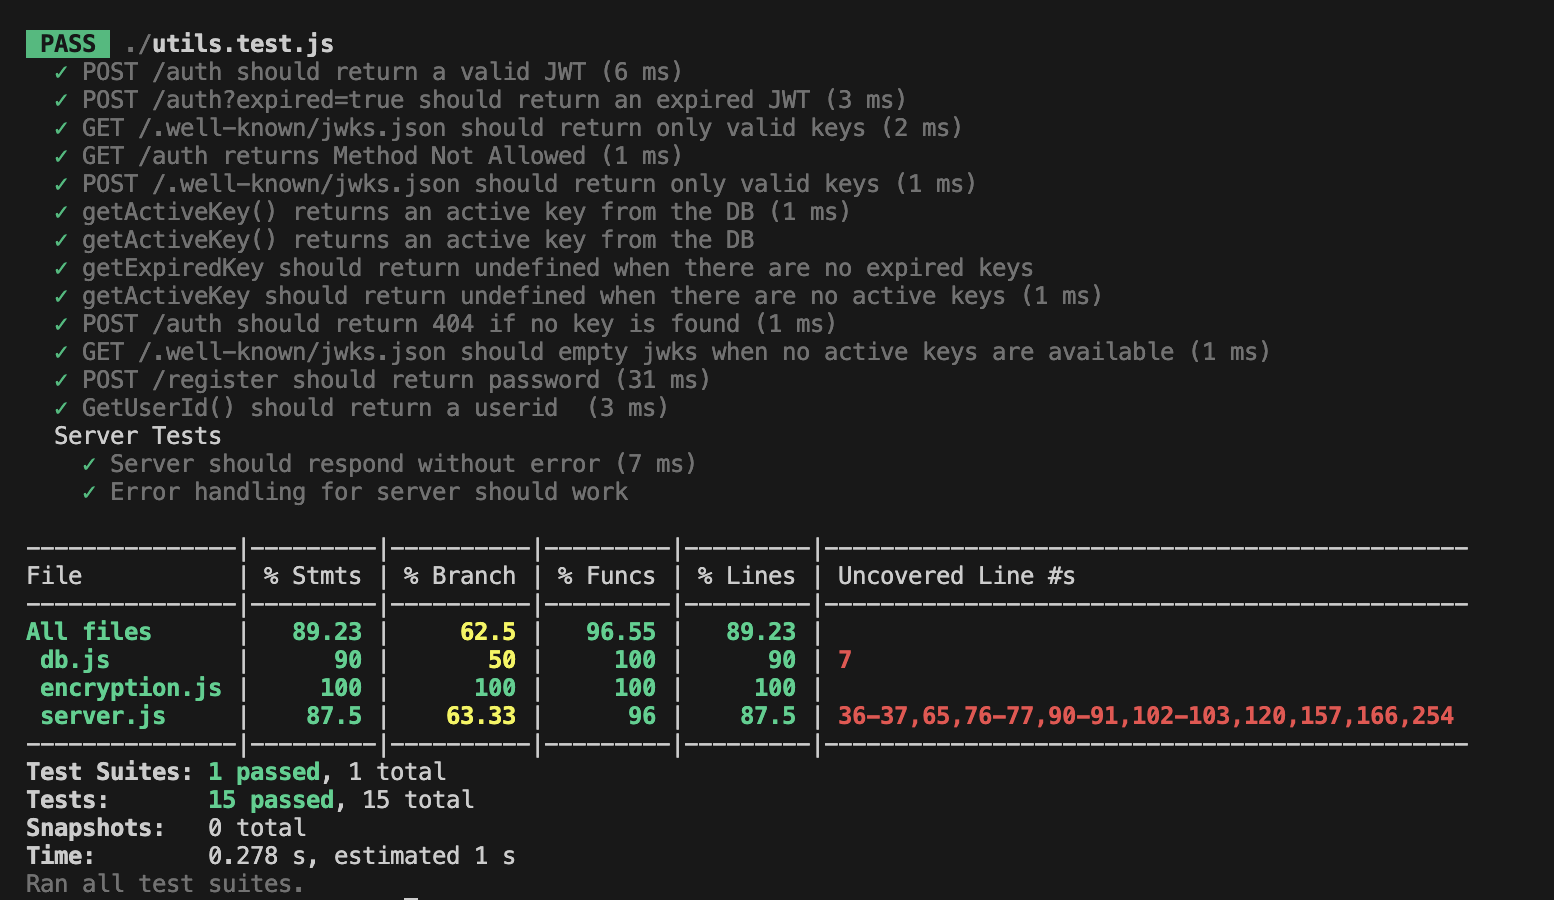 PASS ./utils.test.js
✓ POST /auth should return a valid JWT (6 ms)
✓ POST /auth?expired=true should return an expired JWT (3 ms)
✓ GET /.well-known/jwks.json should return only valid keys (2 ms)
✓ GET /auth returns Method Not Allowed (1 ms)
✓ POST /.well-known/jwks.json should return only valid keys (1 ms)
✓ getActiveKey() returns an active key from the DB (1 ms)
✓ getActiveKey() returns an active key from the DB
✓ getExpiredKey should return undefined when there are no expired keys
✓ getActiveKey should return undefined when there are no active keys (1 ms)
✓ POST /auth should return 404 if no key is found (1 ms)
✓ GET /.well-known/jwks.json should empty jwks when no active keys are available (1 ms)
✓ POST /register should return password (31 ms)
✓ GetUserId() should return a userid  (3 ms)
Server Tests
✓ Server should respond without error (7 ms)
✓ Error handling for server should work
---------------|---------|----------|---------|---------|----------------------------------------------
File           | % Stmts | % Branch | % Funcs | % Lines | Uncovered Line #s
---------------|---------|----------|---------|---------|----------------------------------------------
All files      |   89.23 |     62.5 |   96.55 |   89.23 |
 db.js         |      90 |       50 |     100 |      90 | 7
 encryption.js |     100 |      100 |     100 |     100 |
 server.js     |    87.5 |    63.33 |      96 |    87.5 | 36-37,65,76-77,90-91,102-103,120,157,166,254
---------------|---------|----------|---------|---------|----------------------------------------------
Test Suites: 1 passed, 1 total
Tests:       15 passed, 15 total
Snapshots:   0 total
Time:        0.278 s, estimated 1 s
Ran all test suites.